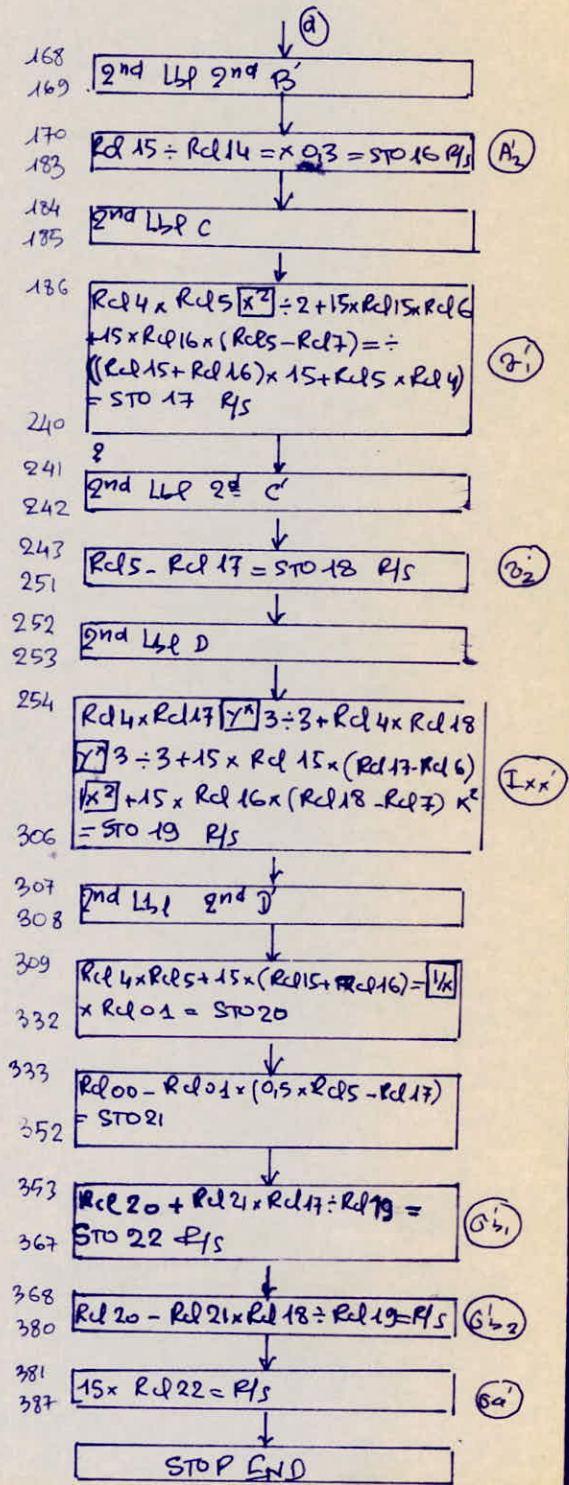 a
168
2nd Lbl 2nd B'
169
170
Rcl 15 ÷ Rcl 14 = × 0,3 = STO 16 R/s
A'2
183
184
2nd Lbl C
185
186
Rcl 4 × Rcl 5 x² ÷ 2 + 15 × Rcl 15 × Rcl 6
+ 15 × Rcl 16 × (Rcl 5 - Rcl 7) = ÷
((Rcl 15 + Rcl 16) × 15 + Rcl 5 × Rcl 4)
= STO 17 R/s
240
241
2nd Lbl 2d C'
242
243
Rcl 5 - Rcl 17 = STO 18 R/s
251
252
2nd Lbl D
253
254
Rcl 4 × Rcl 17 Yx 3 ÷ 3 + Rcl 4 × Rcl 18
Yx 3 ÷ 3 + 15 × Rcl 15 × (Rcl 17 - Rcl 6)
x² + 15 × Rcl 16 × (Rcl 18 - Rcl 7) x²
= STO 19 R/s
Ixx'
306
307
2nd Lbl 2nd D'
308
309
Rcl 4 × Rcl 5 + 15 × (Rcl 15 + Rcl 16) = 1/x
× Rcl 01 = STO 20
332
333
Rcl 00 - Rcl 01 × (0,5 × Rcl 5 - Rcl 17)
= STO 21
352
353
Rcl 20 + Rcl 21 × Rcl 17 ÷ Rcl 19 =
STO 22 R/s
σ'b1
367
368
Rcl 20 - Rcl 21 × Rcl 18 ÷ Rcl 19 = R/s
σ'b2
380
381
15 × Rcl 22 = R/s
σa'
387
STOP END